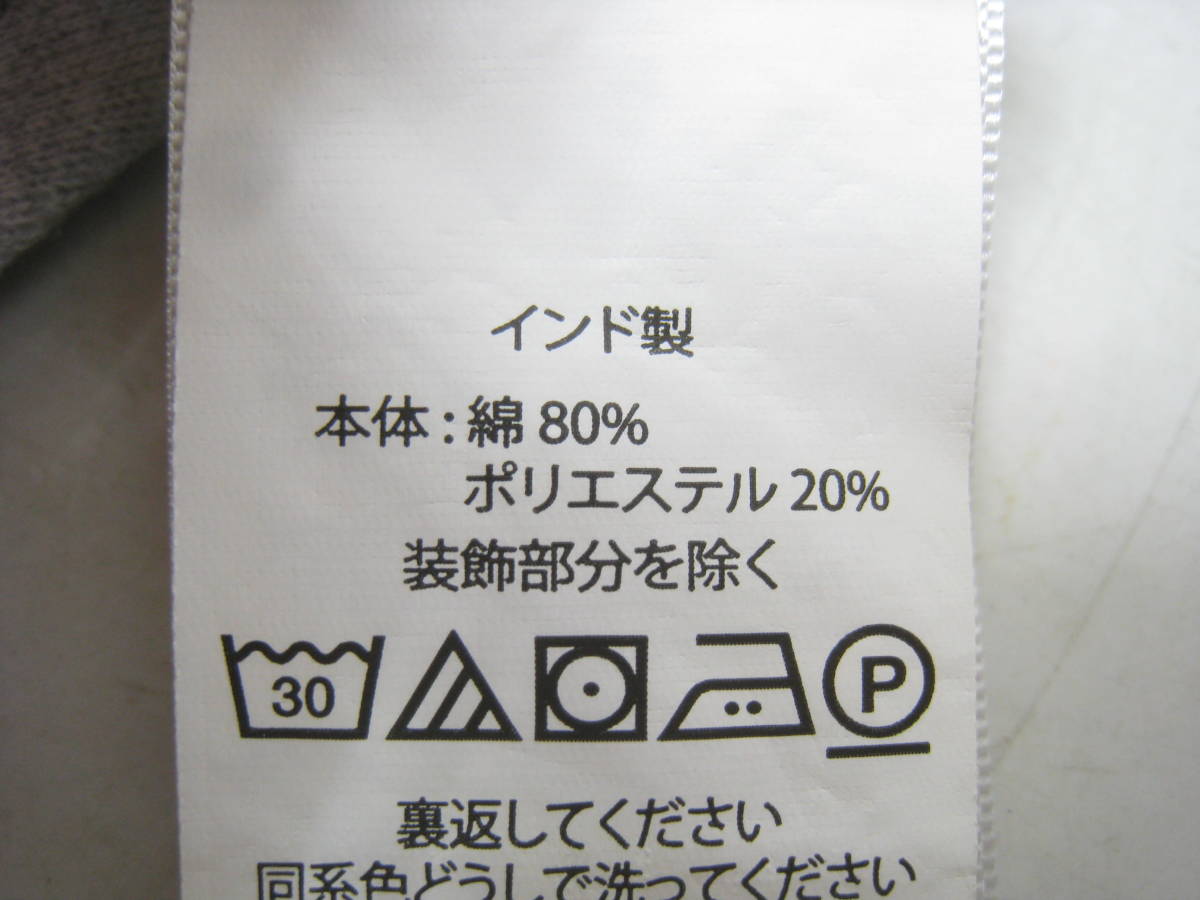 インド製
本体 : 綿 80%
ポリエステル 20%
装飾部分を除く
30 P
裏返してください
同系色どうしで洗ってください